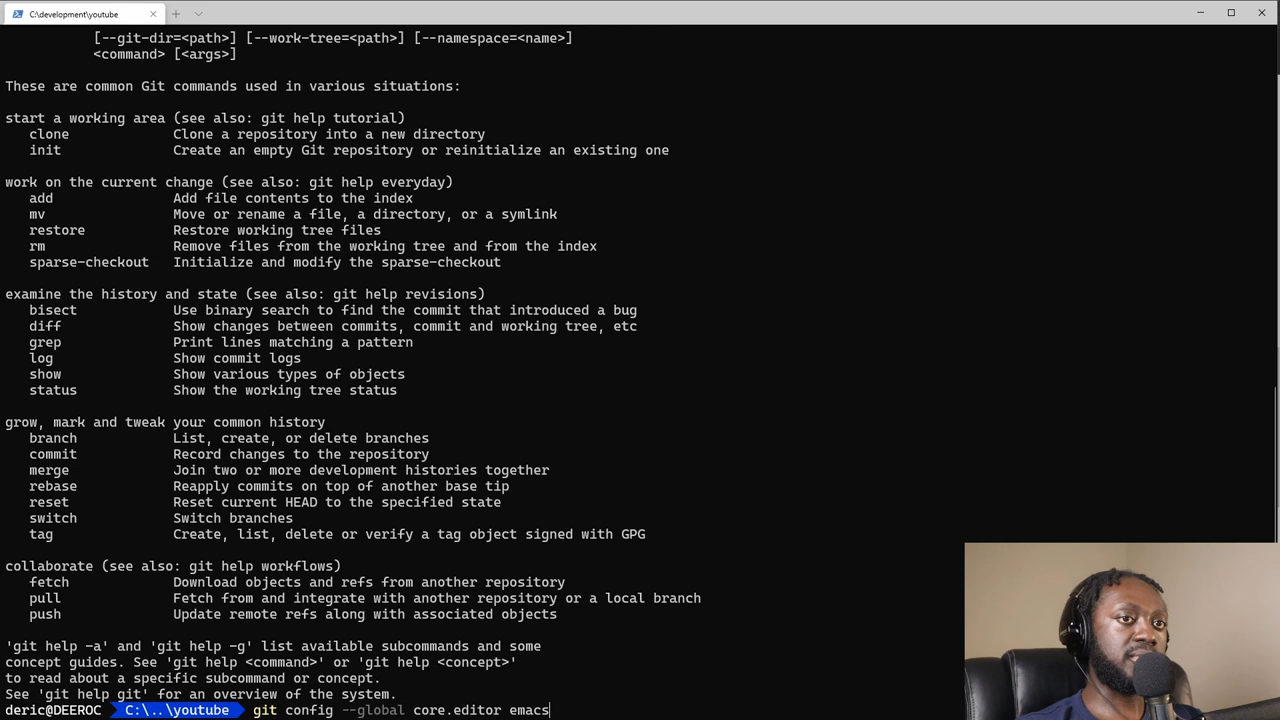 C:\development\youtube
[--git-dir=<path>] [--work-tree=<path>] [--namespace=<name>]
<command> [<args>]
These are common Git commands used in various situations:
start a working area (see also: git help tutorial)
clone Clone a repository into a new directory
init Create an empty Git repository or reinitialize an existing one
work on the current change (see also: git help everyday)
add Add file contents to the index
mv Move or rename a file, a directory, or a symlink
restore Restore working tree files
rm Remove files from the working tree and from the index
sparse-checkout Initialize and modify the sparse-checkout
examine the history and state (see also: git help revisions)
bisect Use binary search to find the commit that introduced a bug
diff Show changes between commits, commit and working tree, etc
grep Print lines matching a pattern
log Show commit logs
show Show various types of objects
status Show the working tree status
grow, mark and tweak your common history
branch List, create, or delete branches
commit Record changes to the repository
merge Join two or more development histories together
rebase Reapply commits on top of another base tip
reset Reset current HEAD to the specified state
switch Switch branches
tag Create, list, delete or verify a tag object signed with GPG
collaborate (see also: git help workflows)
fetch Download objects and refs from another repository
pull Fetch from and integrate with another repository or a local branch
push Update remote refs along with associated objects
'git help -a' and 'git help -g' list available subcommands and some
concept guides. See 'git help <command>' or 'git help <concept>'
to read about a specific subcommand or concept.
See 'git help git' for an overview of the system.
deric@DEEROC C:\..\youtube git config --global core.editor emacs